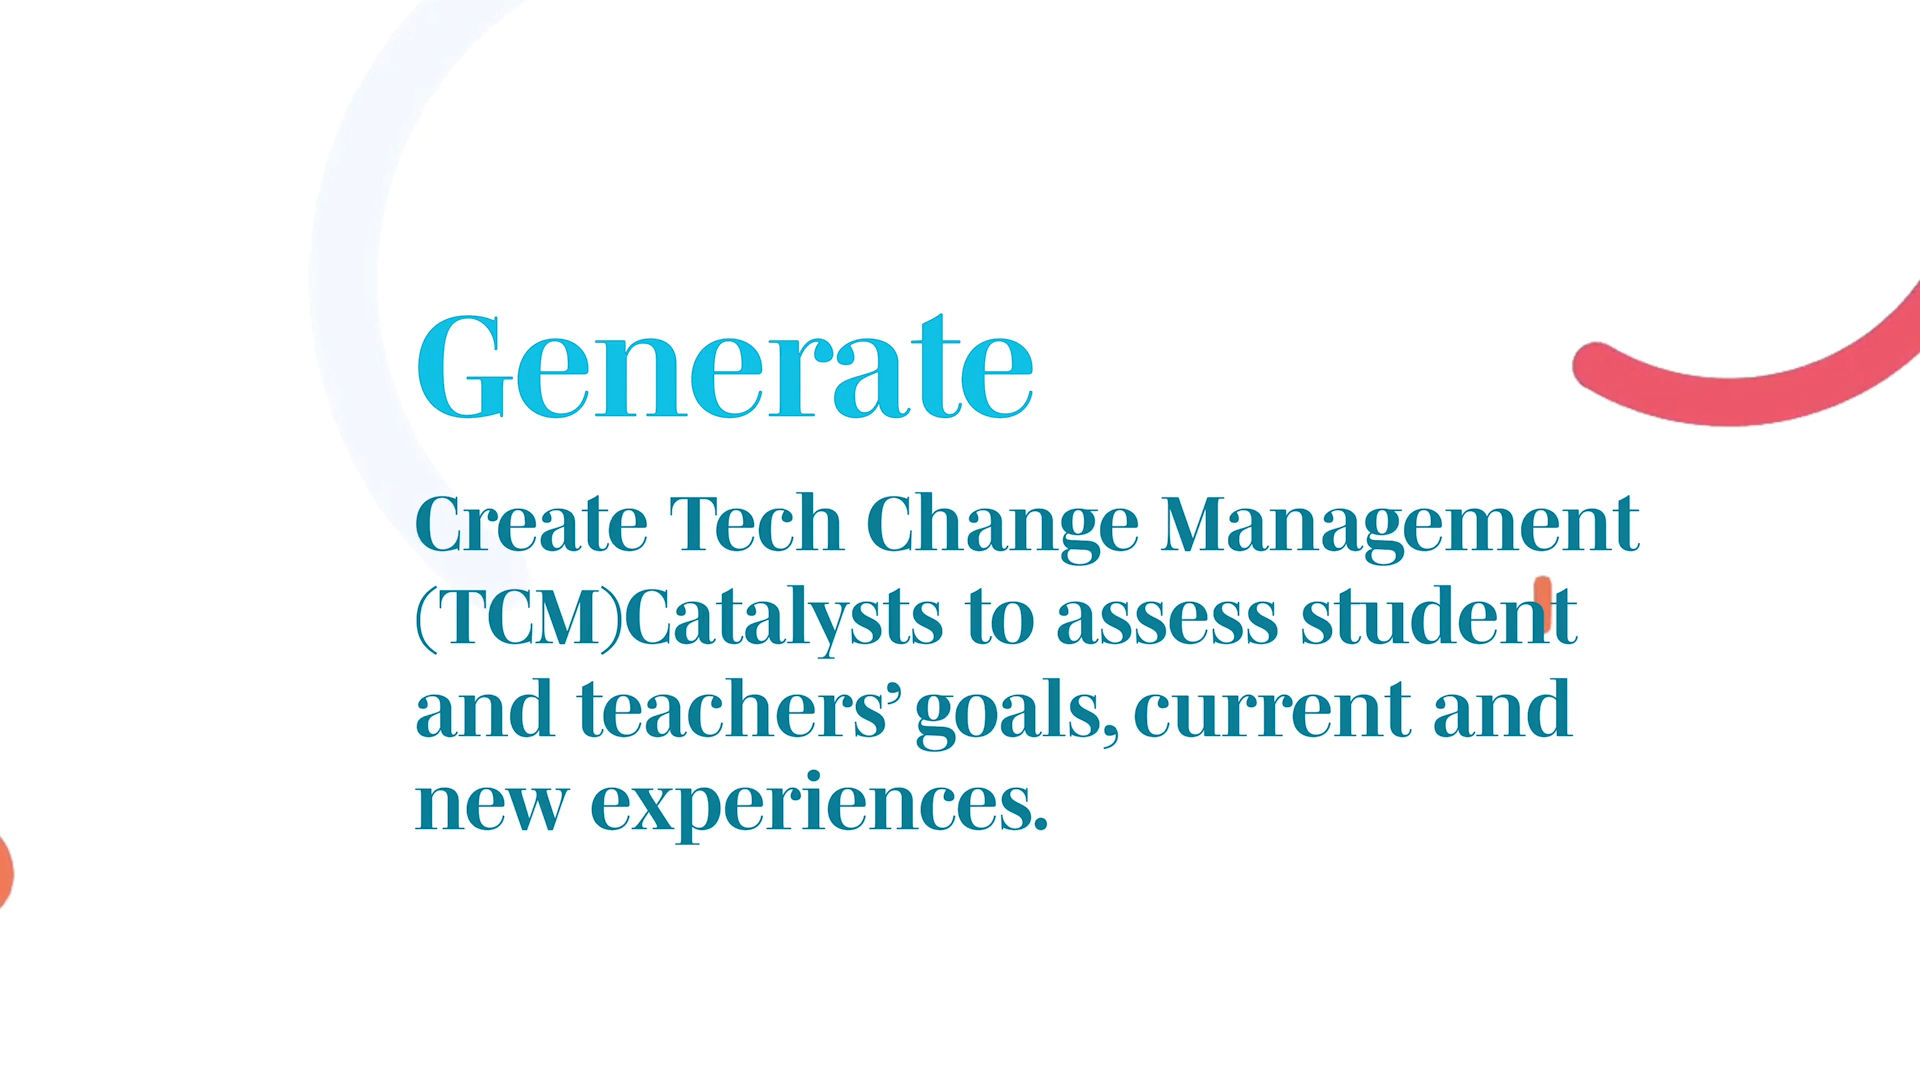 Generate
Create Tech Change Management
(TCM)Catalysts to assess student
and teachers’ goals, current and
new experiences.